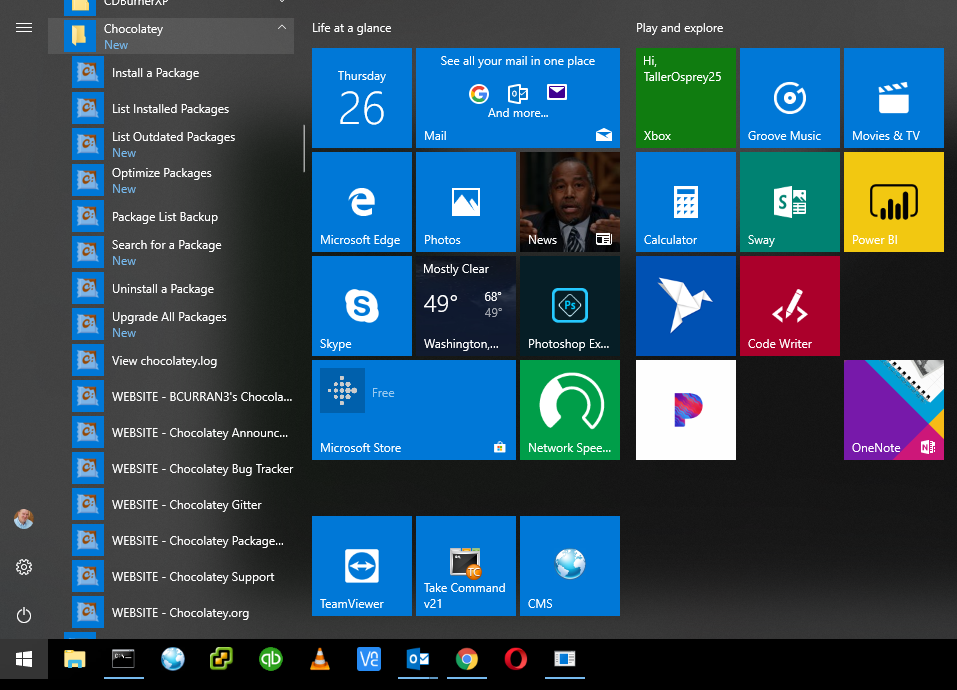 CDBurnerXP
Chocolatey
New
Install a Package
List Installed Packages
List Outdated Packages
New
Optimize Packages
New
Package List Backup
Search for a Package
New
Uninstall a Package
Upgrade All Packages
New
View chocolatey.log
WEBSITE - BCURRAN3's Chocola...
WEBSITE - Chocolatey Announc...
WEBSITE - Chocolatey Bug Tracker
WEBSITE - Chocolatey Gitter
WEBSITE - Chocolatey Package...
WEBSITE - Chocolatey Support
WEBSITE - Chocolatey.org
Life at a glance
Thursday
26
See all your mail in one place
And more...
Mail
Microsoft Edge
Photos
News
Skype
Mostly Clear
49°
68°
49°
Washington,...
Ps
Photoshop Ex...
Free
Microsoft Store
Network Spee...
TeamViewer
TC
Take Command
v21
CMS
Play and explore
Hi,
TallerOsprey25
Xbox
Groove Music
Movies & TV
Calculator
S
Sway
Power BI
Code Writer
OneNote
qb